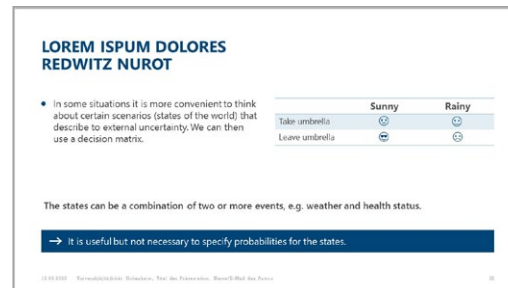 LOREM ISPUM DOLORES
REDWITZ NUROT
• In some situations it is more convenient to think
about certain scenarios (states of the world) that
describe to external uncertainty. We can then
use a decision matrix.
Sunny Rainy
Take umbrella
Leave umbrella
The states can be a combination of two or more events, e.g. weather and health status.
→ It is useful but not necessary to specify probabilities for the states.